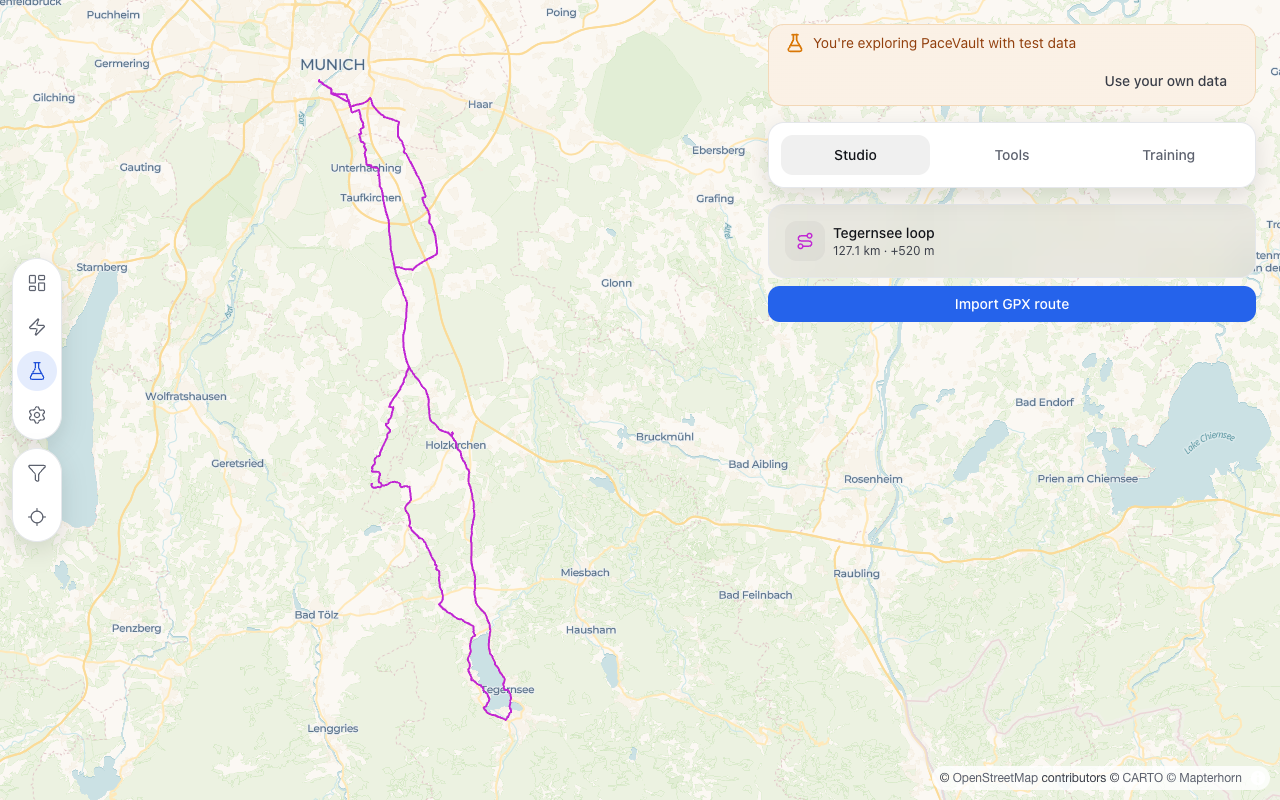 Puchheim
Poing
MUNICH
Germering
Gilching
Haar
Isar
Ebersberg
Gauting
Unterhaching
Taufkirchen
Grafing
Attel
Starnberg
Glonn
Isar
Wolfratshausen
Holzkirchen
Bruckmühl
Bad Endorf
Lake Chiemsee
Geretsried
Bad Aibling
Rosenheim
Prien am Chiemsee
Miesbach
Raubling
Bad Tölz
Bad Feilnbach
Penzberg
Hausham
Tegernsee
Lenggries
You're exploring PaceVault with test data
Use your own data
Studio
Tools
Training
Tegernsee loop
127.1 km · +520 m
Import GPX route
© OpenStreetMap contributors © CARTO © Mapterhorn